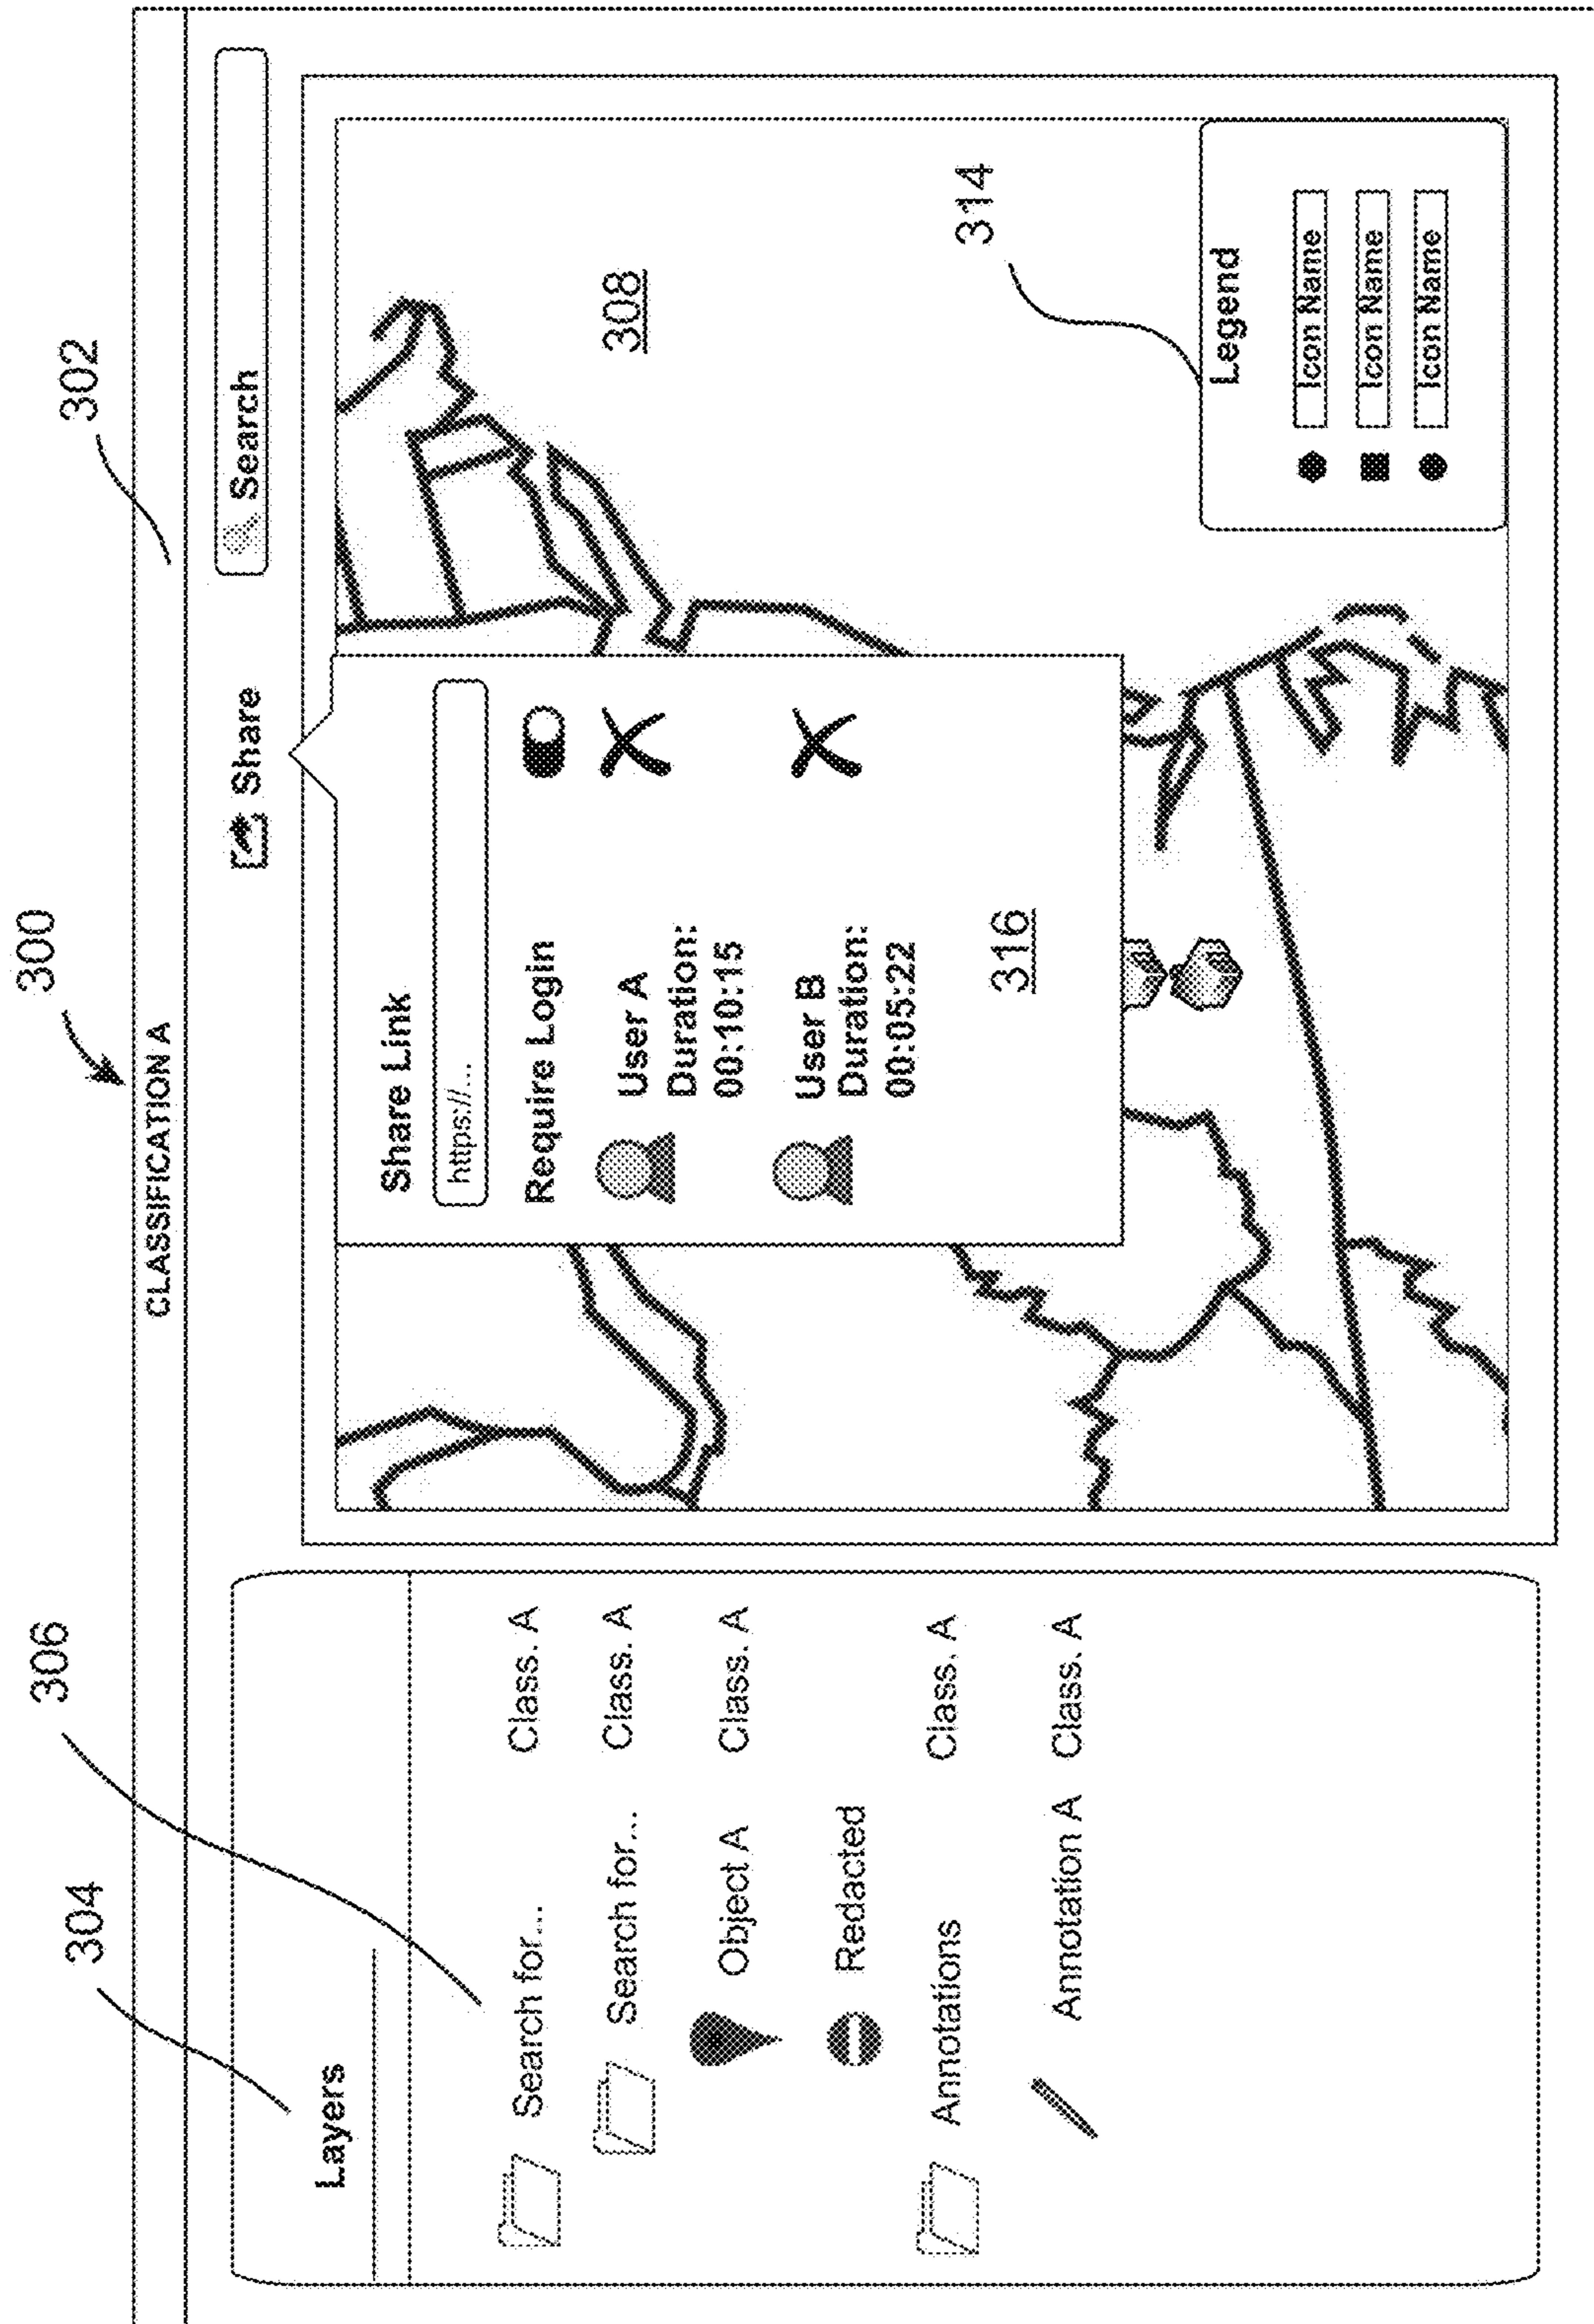 300
302
CLASSIFICATION A
304
306
Share
Search
Layers
Search for... Class. A
Search for... Class. A
Object A Class. A
Redacted
Annotations Class. A
Annotation A Class. A
Share Link
https://...
Require Login
User A
Duration:
00:10:15
User B
Duration:
00:05:22
316
308
314
Legend
Icon Name
Icon Name
Icon Name